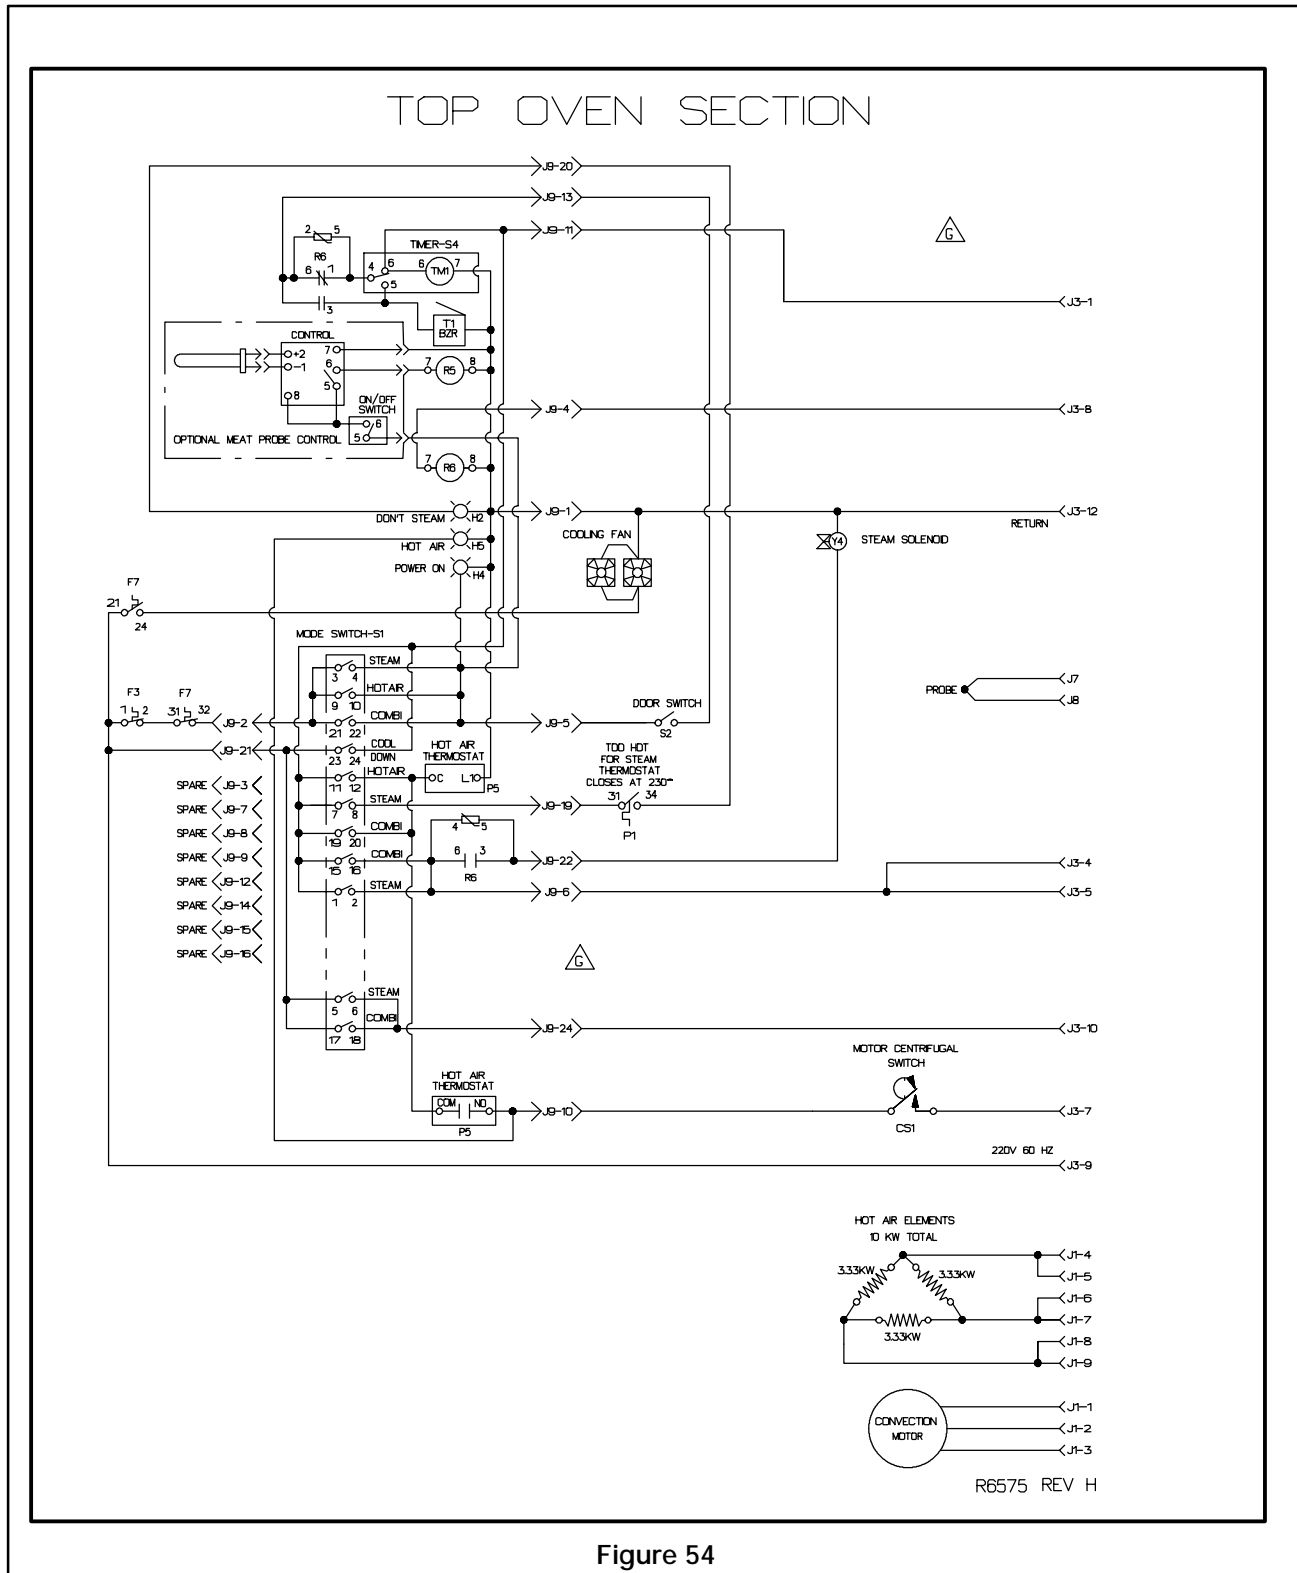 TOP OVEN SECTION
J9-20
J9-13
J9-11
G
2 5
R6
6 7
3
TIMER-S4
4 6 6 TM1 7
5
J3-1
T1
BZR
CONTROL
+2
-1
7
6
5
8
7 R5 8
ON/OFF
SWITCH
6
5
OPTIONAL MEAT PROBE CONTROL
J9-4
J3-8
7 R6 8
DON'T STEAM H2
J9-1
J3-12
RETURN
HOT AIR H5
COOLING FAN
Y4 STEAM SOLENOID
POWER ON H4
F7
21
24
MODE SWITCH-S1
STEAM
3 4
HOTAIR
9 10
COMBI
21 22
COOL
DOWN
23 24
HOTAIR
11 12
STEAM
7 8
COMBI
19 20
COMBI
15 16
STEAM
1 2
PROBE
J7
J8
F3
1 2
F7
31 32
J9-2
J9-5
DOOR SWITCH
S2
J9-21
HOT AIR
THERMOSTAT
C L1
P5
TOO HOT
FOR STEAM
THERMOSTAT
CLOSES AT 230°
31 34
P1
J9-19
SPARE J9-3
SPARE J9-7
SPARE J9-8
SPARE J9-9
SPARE J9-12
SPARE J9-14
SPARE J9-15
SPARE J9-16
4 5
6 3
R6
J9-22
J9-6
J3-4
J3-5
G
STEAM
5 6
COMBI
17 18
J9-24
J3-10
MOTOR CENTRIFUGAL
SWITCH
CS1
HOT AIR
THERMOSTAT
COM NO
P5
J9-10
J3-7
220V 60 HZ
J3-9
HOT AIR ELEMENTS
10 KW TOTAL
3.33KW
3.33KW
3.33KW
J1-4
J1-5
J1-6
J1-7
J1-8
J1-9
CONVECTION
MOTOR
J1-1
J1-2
J1-3
R6575 REV H
Figure 54